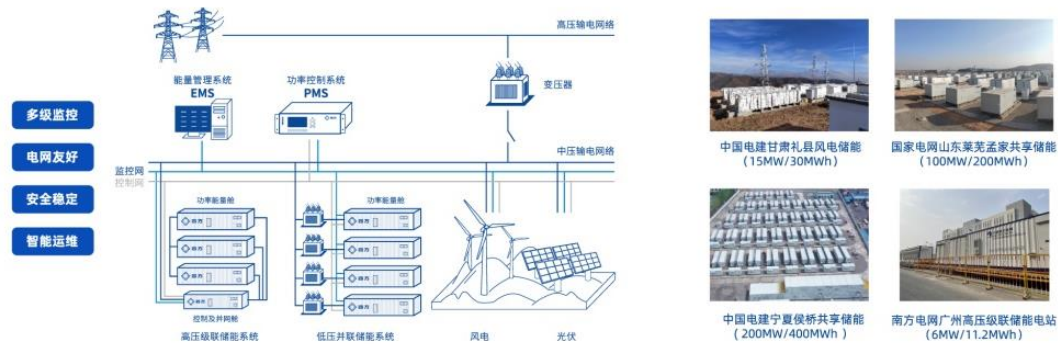 多级监控
电网友好
安全稳定
智能运维
高压输电网络
能量管理系统
EMS
功率控制系统
PMS
变压器
中压输电网络
监控网
控制网
功率能量舱
功率能量舱
控制及并网舱
高压级联储能系统
低压并联储能系统
风电
光伏
中国电建甘肃礼县风电储能
(15MW/30MWh)
国家电网山东莱芜孟家共享储能
(100MW/200MWh)
中国电建宁夏侯桥共享储能
(200MW/400MWh)
南方电网广州高压级联储能电站
(6MW/11.2MWh)